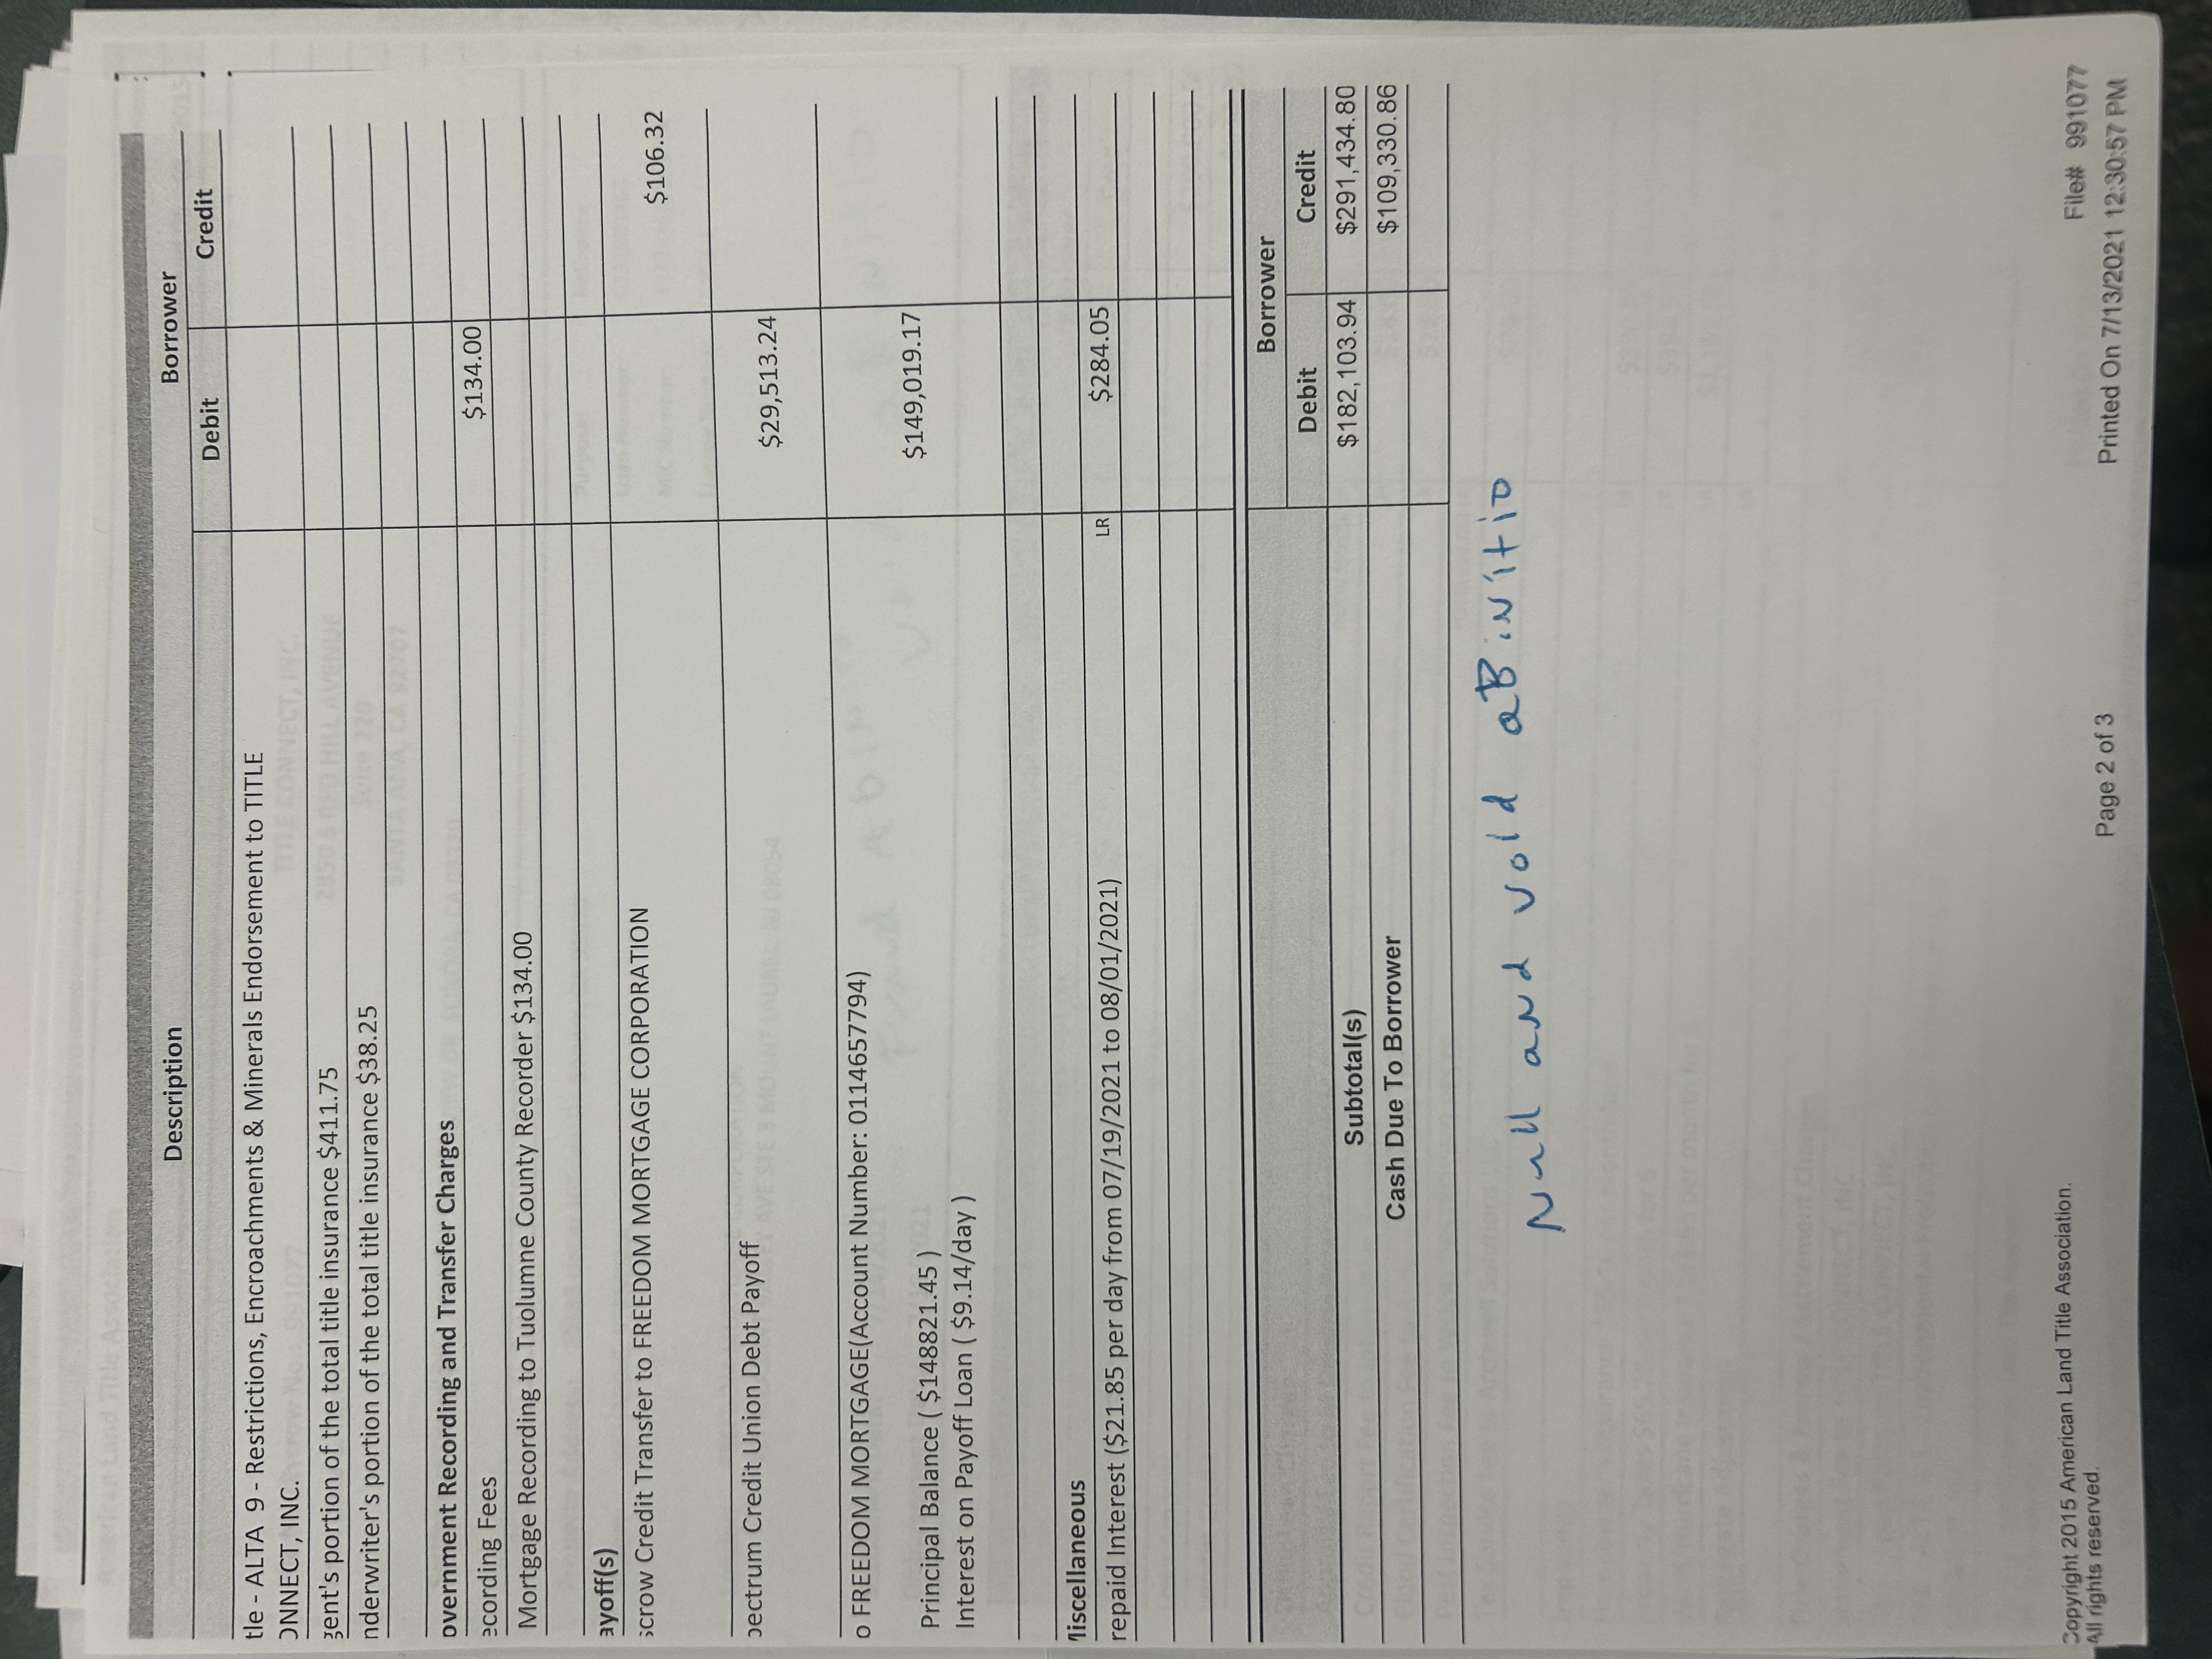 Description Borrower
Debit Credit
tle - ALTA 9 - Restrictions, Encroachments & Minerals Endorsement to TITLE
ONNECT, INC.
gent's portion of the total title insurance $411.75
nderwriter's portion of the total title insurance $38.25
overnment Recording and Transfer Charges
ecording Fees $134.00
Mortgage Recording to Tuolumne County Recorder $134.00
ayoff(s)
scrow Credit Transfer to FREEDOM MORTGAGE CORPORATION $106.32
pectrum Credit Union Debt Payoff $29,513.24
o FREEDOM MORTGAGE(Account Number: 0114657794)
$149,019.17
Principal Balance ( $148821.45 )
Interest on Payoff Loan ( $9.14/day )
Miscellaneous
repaid Interest ($21.85 per day from 07/19/2021 to 08/01/2021) LR $284.05
Borrower
Debit Credit
Subtotal(s) $182,103.94 $291,434.80
Cash Due To Borrower $109,330.86
Null and void aB initio
Copyright 2015 American Land Title Association.
All rights reserved.
File# 991077
Page 2 of 3
Printed On 7/13/2021 12:30:57 PM